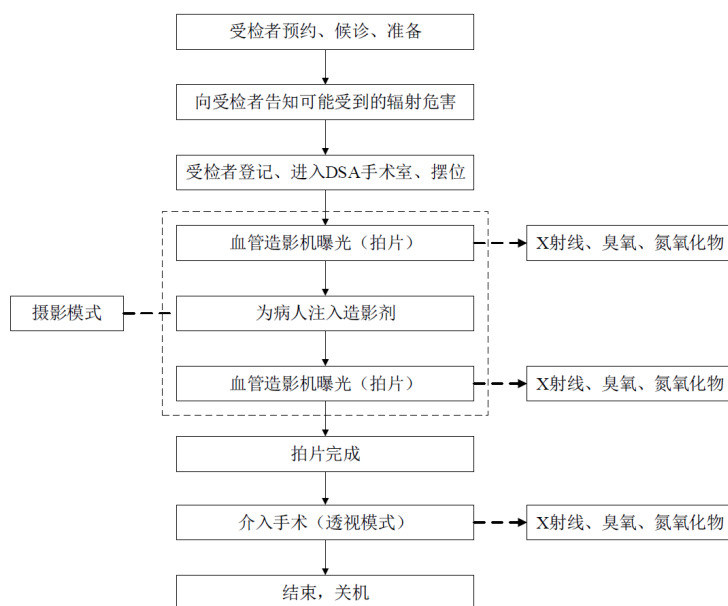 受检者预约、候诊、准备
向受检者告知可能受到的辐射危害
受检者登记、进入DSA手术室、摆位
血管造影机曝光（拍片）
X射线、臭氧、氮氧化物
摄影模式
为病人注入造影剂
血管造影机曝光（拍片）
X射线、臭氧、氮氧化物
拍片完成
介入手术（透视模式）
X射线、臭氧、氮氧化物
结束，关机